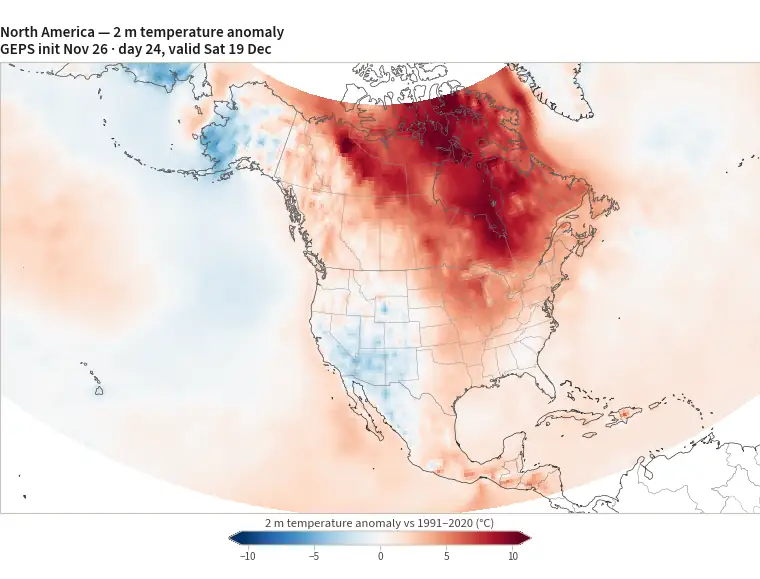 North America — 2 m temperature anomaly
GEPS init Nov 26 · day 24, valid Sat 19 Dec
2 m temperature anomaly vs 1991–2020 (°C)
−10 −5 0 5 10